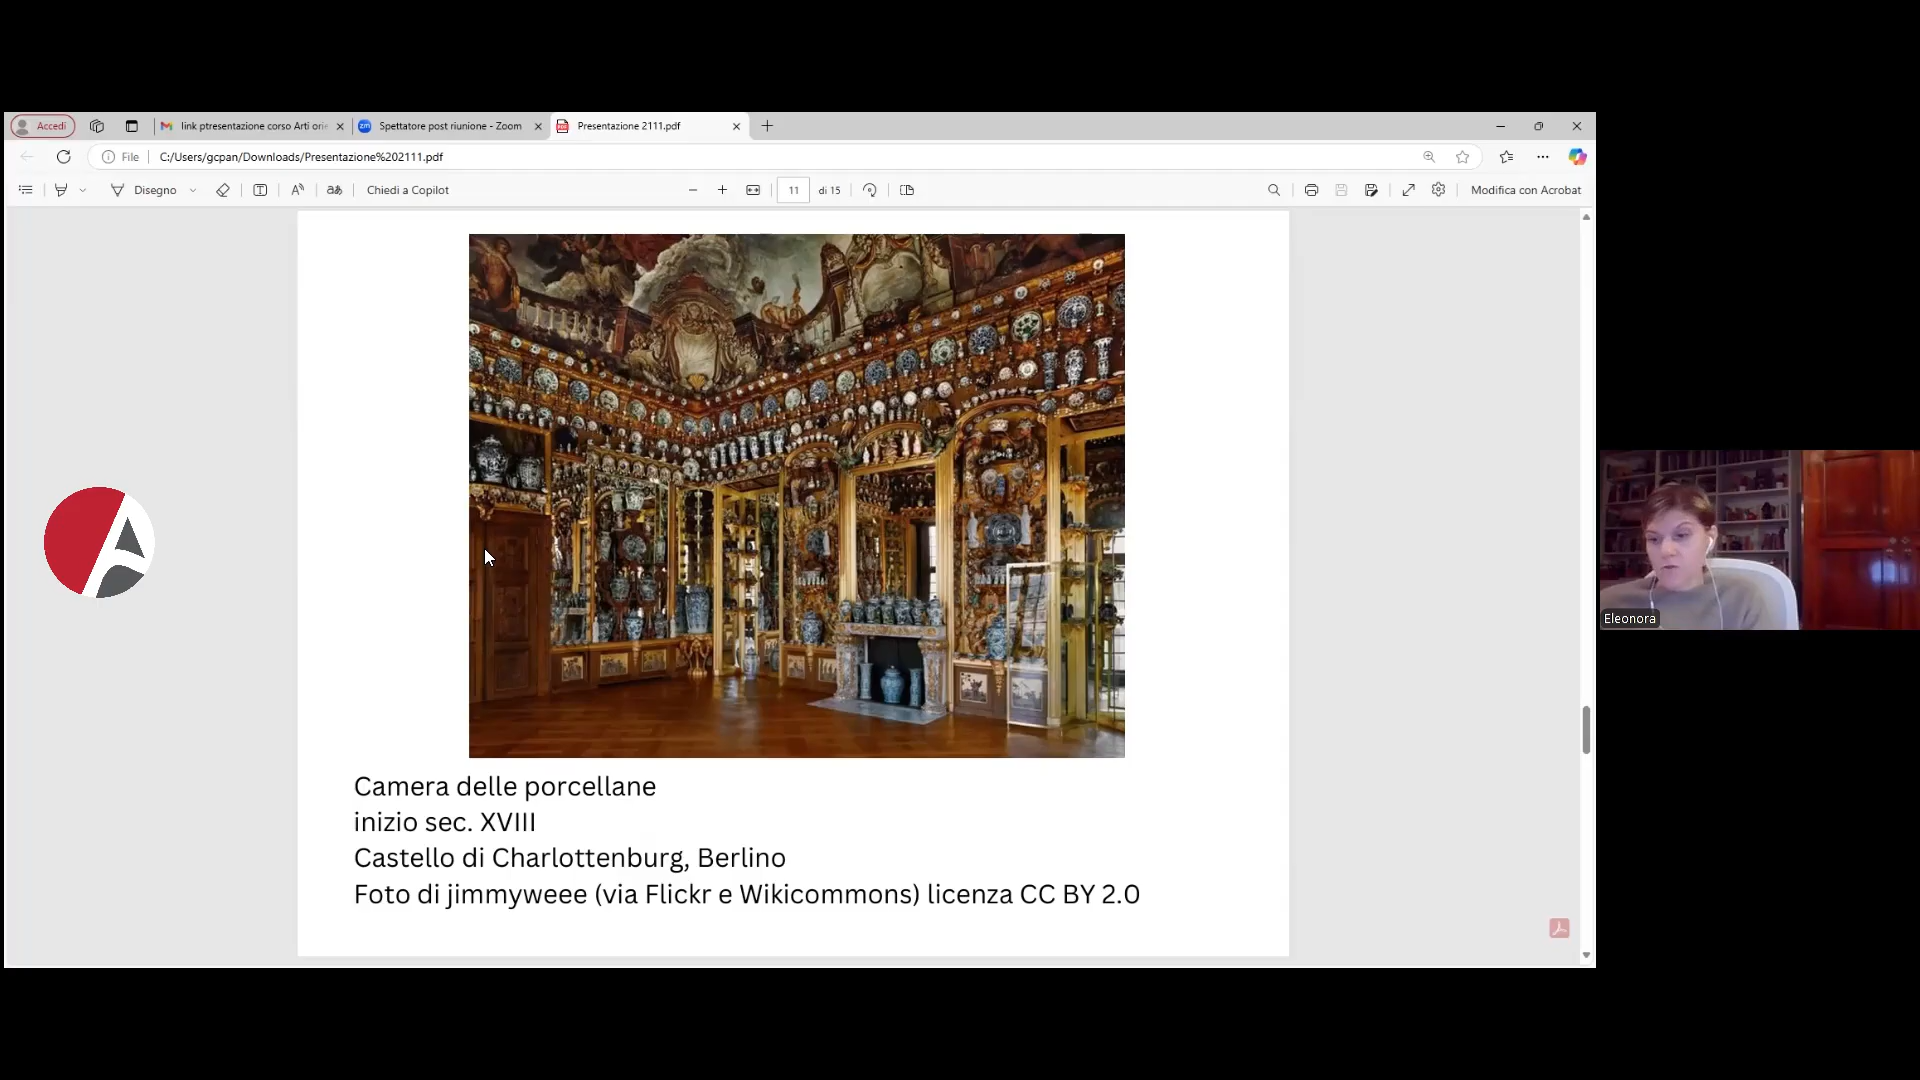 Accedi
link ptresentazione corso Arti orie
Spettatore post riunione - Zoom
Presentazione 2111.pdf
File
C:/Users/gcpan/Downloads/Presentazione%202111.pdf
Disegno
Chiedi a Copilot
11
di 15
Modifica con Acrobat
Camera delle porcellane
inizio sec. XVIII
Castello di Charlottenburg, Berlino
Foto di jimmyweee (via Flickr e Wikicommons) licenza CC BY 2.0
Eleonora